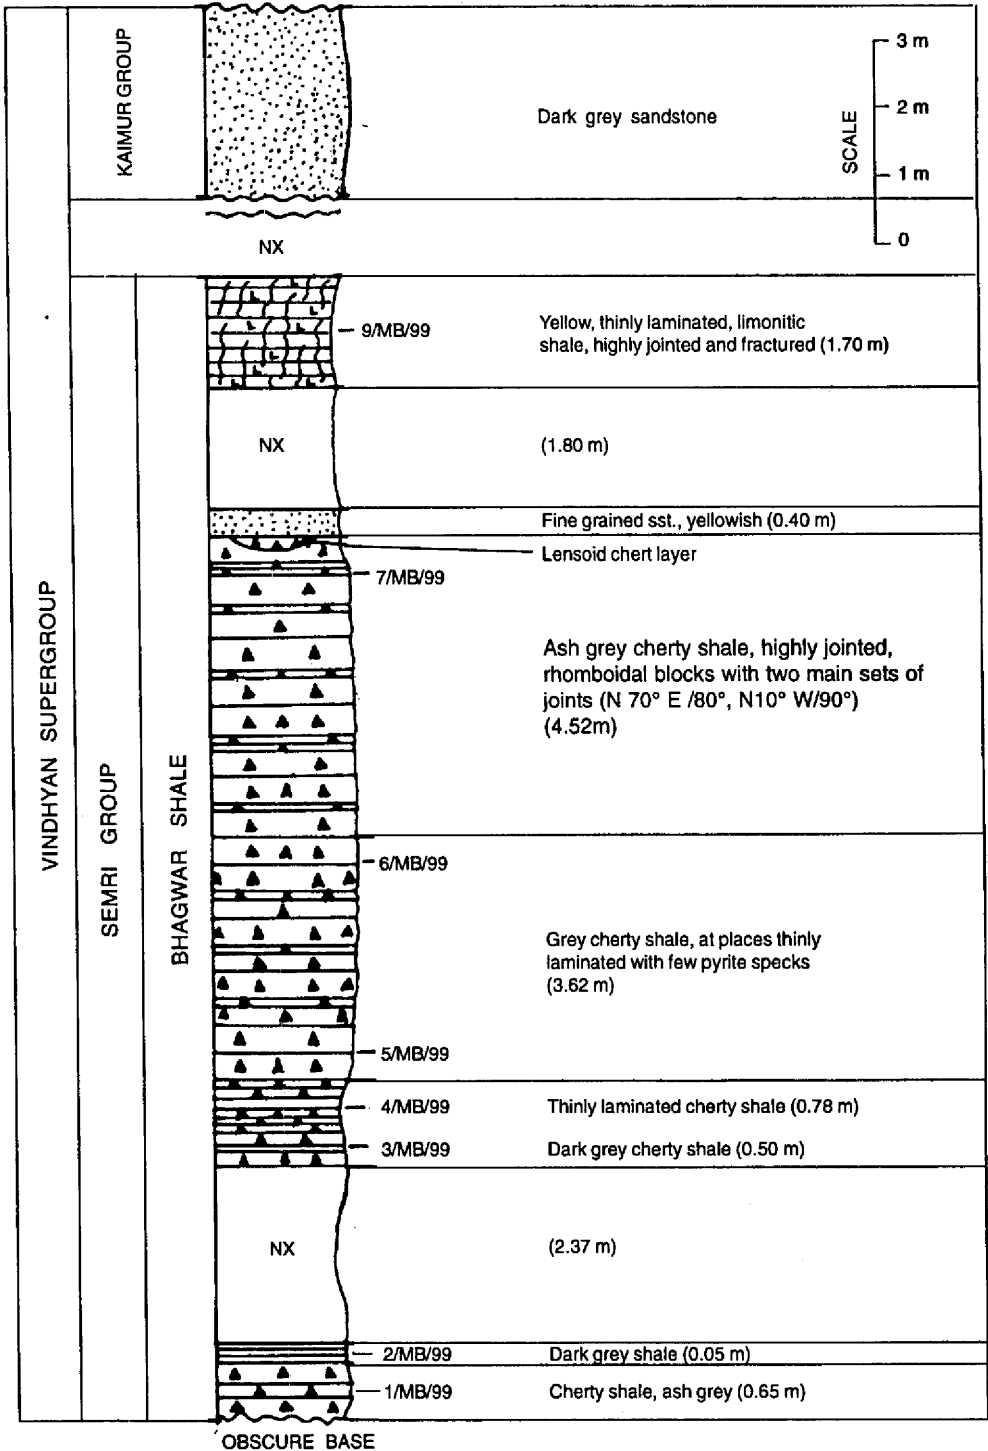 KAIMUR GROUP
Dark grey sandstone
SCALE
3 m
2 m
1 m
0
NX
9/MB/99
Yellow, thinly laminated, limonitic
shale, highly jointed and fractured (1.70 m)
NX
(1.80 m)
Fine grained sst., yellowish (0.40 m)
Lensoid chert layer
7/MB/99
Ash grey cherty shale, highly jointed,
rhomboidal blocks with two main sets of
joints (N 70° E /80°, N10° W/90°)
(4.52m)
VINDHYAN SUPERGROUP
SEMRI GROUP
BHAGWAR SHALE
6/MB/99
Grey cherty shale, at places thinly
laminated with few pyrite specks
(3.62 m)
5/MB/99
4/MB/99
Thinly laminated cherty shale (0.78 m)
3/MB/99
Dark grey cherty shale (0.50 m)
NX
(2.37 m)
2/MB/99
Dark grey shale (0.05 m)
1/MB/99
Cherty shale, ash grey (0.65 m)
OBSCURE BASE